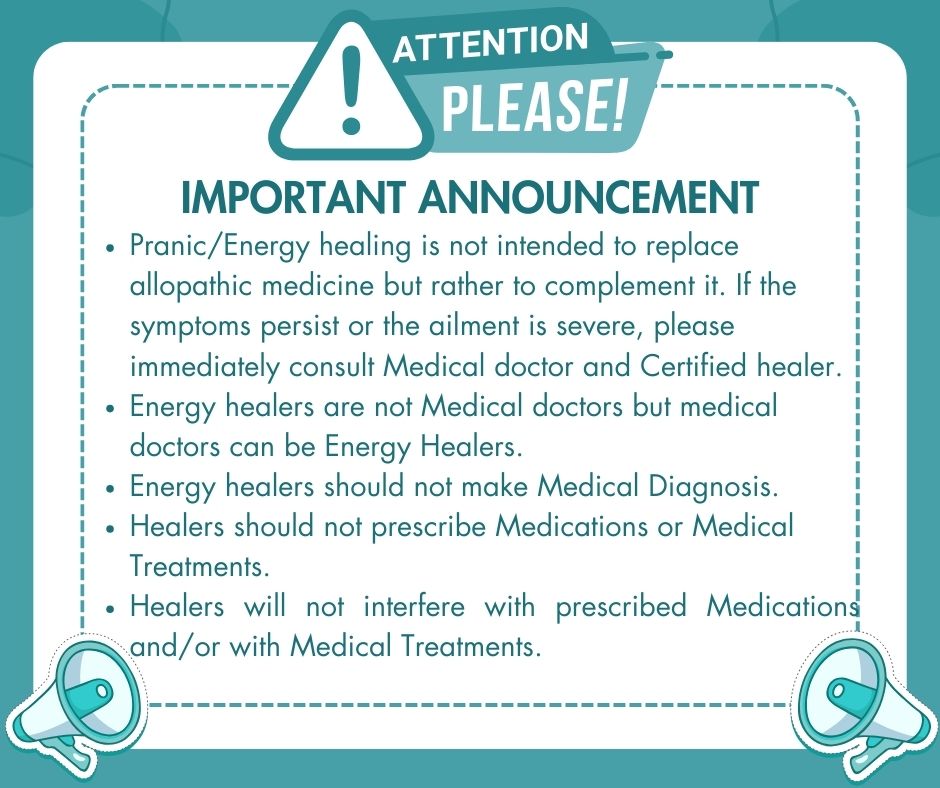 ATTENTION
PLEASE!
IMPORTANT ANNOUNCEMENT
• Pranic/Energy healing is not intended to replace
allopathic medicine but rather to complement it. If the
symptoms persist or the ailment is severe, please
immediately consult Medical doctor and Certified healer.
• Energy healers are not Medical doctors but medical
doctors can be Energy Healers.
• Energy healers should not make Medical Diagnosis.
• Healers should not prescribe Medications or Medical
Treatments.
• Healers will not interfere with prescribed Medications
and/or with Medical Treatments.